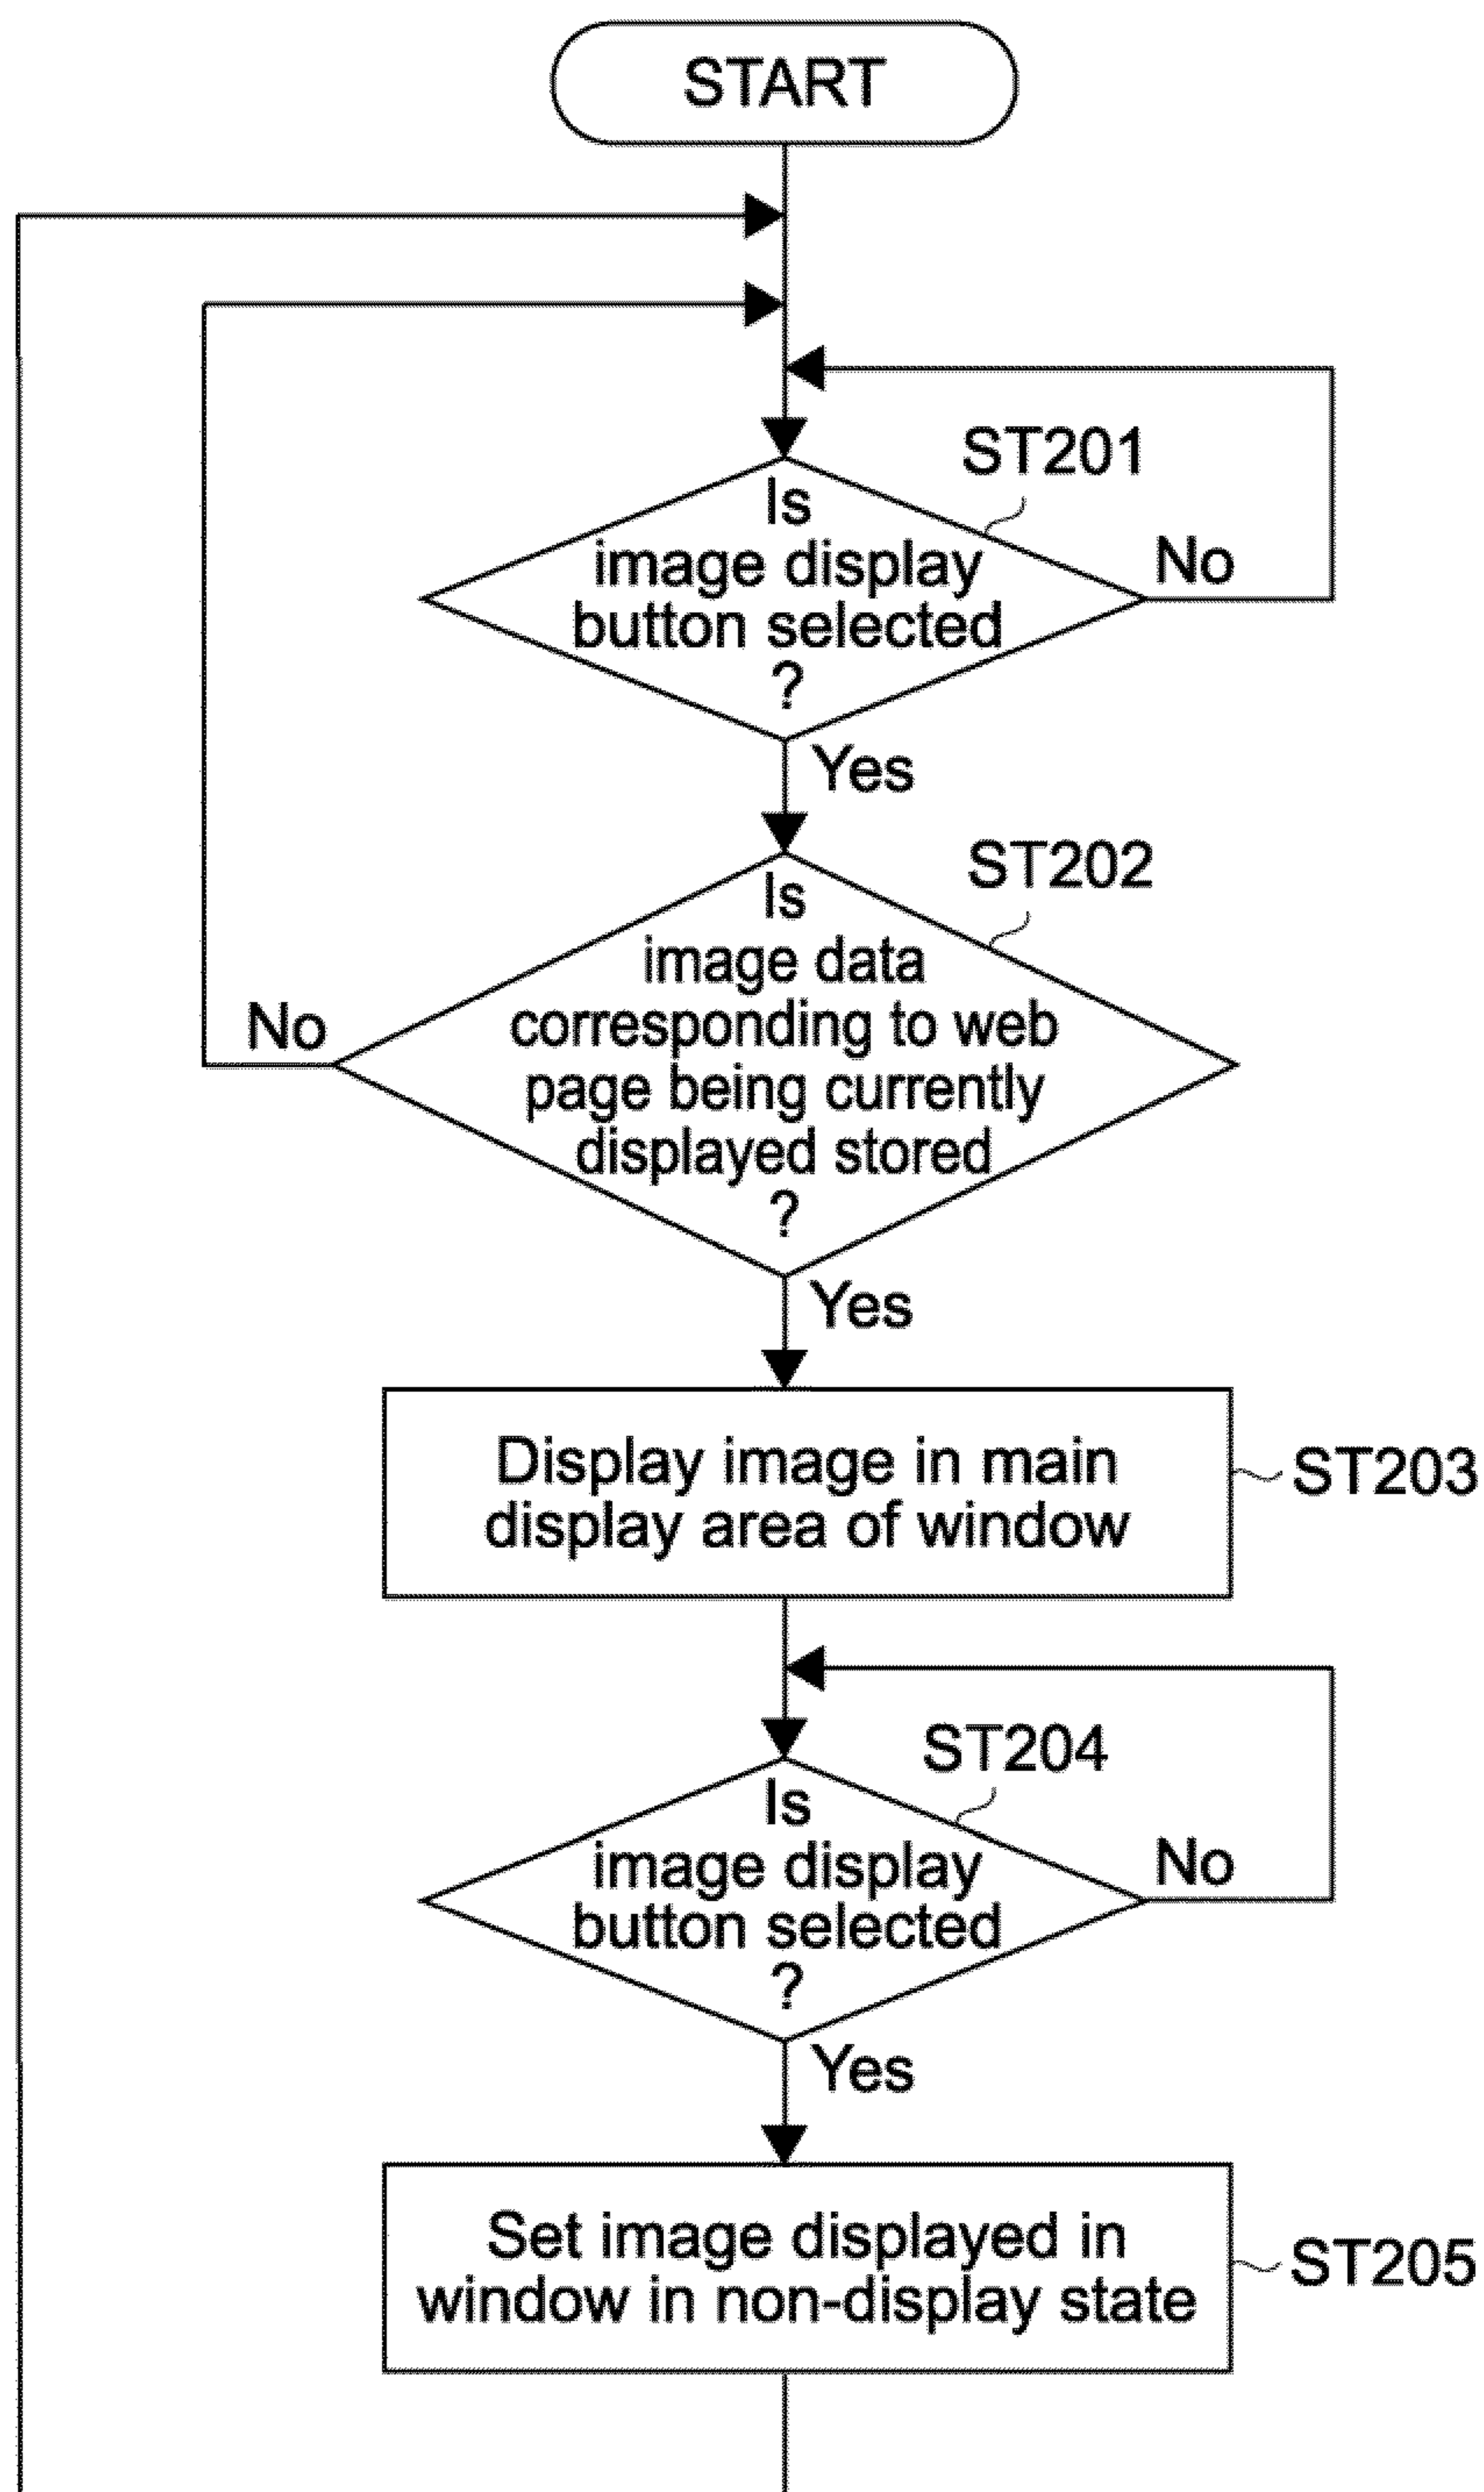 START
ST201
Is
image display
button selected
?
No
Yes
ST202
Is
image data
corresponding to web
page being currently
displayed stored
?
No
Yes
Display image in main
display area of window
ST203
ST204
Is
image display
button selected
?
No
Yes
Set image displayed in
window in non-display state
ST205